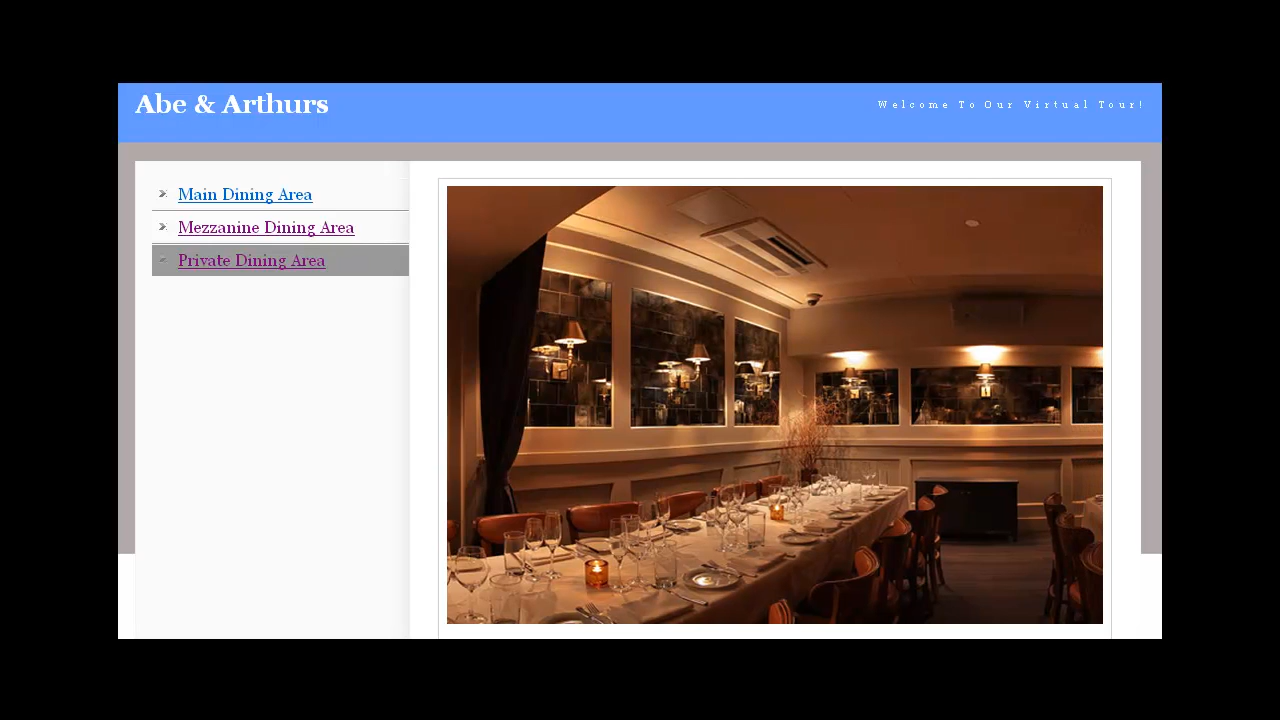 Abe & Arthurs
Welcome To Our Virtual Tour!
Main Dining Area
Mezzanine Dining Area
Private Dining Area